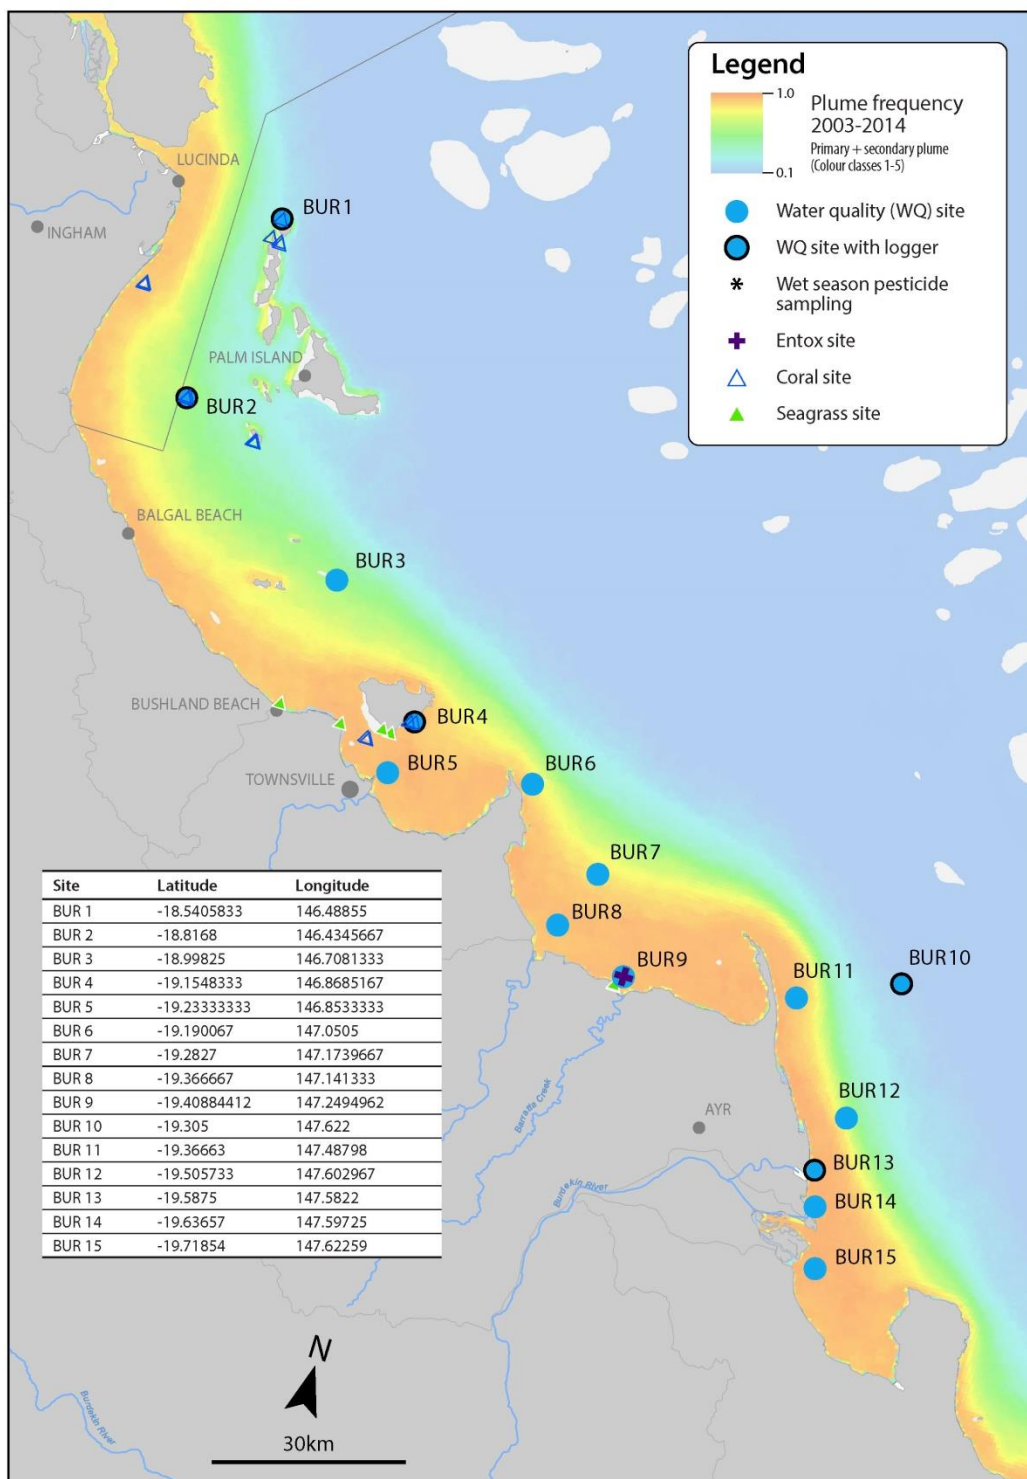 Legend
1.0
0.1
Plume frequency
2003-2014
Primary + secondary plume
(Colour classes 1-5)
Water quality (WQ) site
WQ site with logger
Wet season pesticide
sampling
Entox site
Coral site
Seagrass site
LUCINDA
INGHAM
BUR1
PALM ISLAND
BUR2
BALGAL BEACH
BUR3
BUSHLAND BEACH
BUR4
BUR5
TOWNSVILLE
BUR6
BUR7
BUR8
BUR9
BUR10
BUR11
BUR12
AYR
BUR13
BUR14
BUR15
Barratta Creek
Burdekin River
Site Latitude Longitude
BUR 1 -18.5405833 146.48855
BUR 2 -18.8168 146.4345667
BUR 3 -18.99825 146.7081333
BUR 4 -19.1548333 146.8685167
BUR 5 -19.23333333 146.8533333
BUR 6 -19.190067 147.0505
BUR 7 -19.2827 147.1739667
BUR 8 -19.366667 147.141333
BUR 9 -19.40884412 147.2494962
BUR 10 -19.305 147.622
BUR 11 -19.36663 147.48798
BUR 12 -19.505733 147.602967
BUR 13 -19.5875 147.5822
BUR 14 -19.63657 147.59725
BUR 15 -19.71854 147.62259
Burdekin River
N
30km